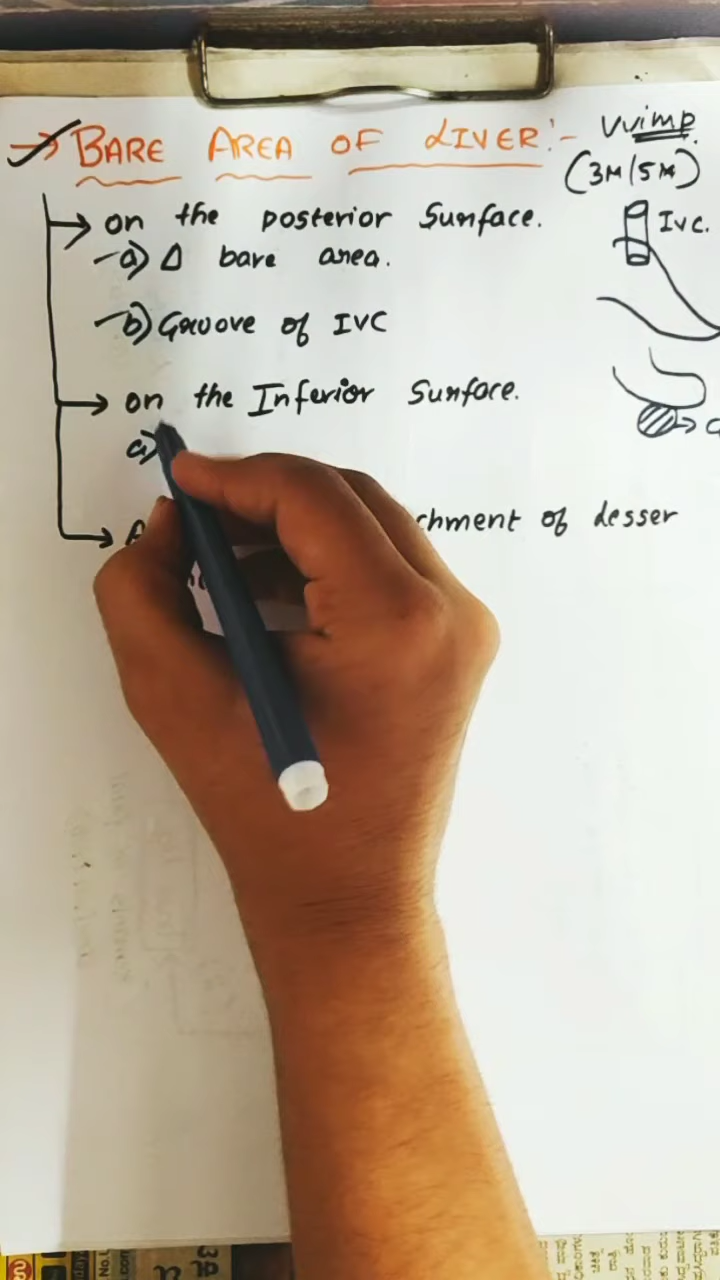 → BARE AREA OF LIVER:- VVimp.
(3M/5M)
→ on the posterior Surface.
a) Δ bare area.
IVC.
b) Groove of IVC
→ on the Inferior Surface.
a)
chment of Lesser